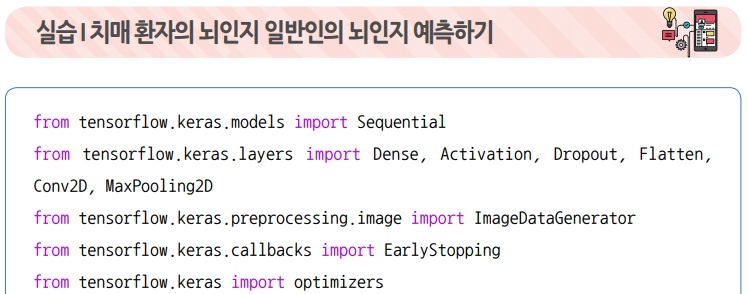 실습 | 치매 환자의 뇌인지 일반인의 뇌인지 예측하기
from tensorflow.keras.models import Sequential
from tensorflow.keras.layers import Dense, Activation, Dropout, Flatten,
Conv2D, MaxPooling2D
from tensorflow.keras.preprocessing.image import ImageDataGenerator
from tensorflow.keras.callbacks import EarlyStopping
from tensorflow.keras import optimizers